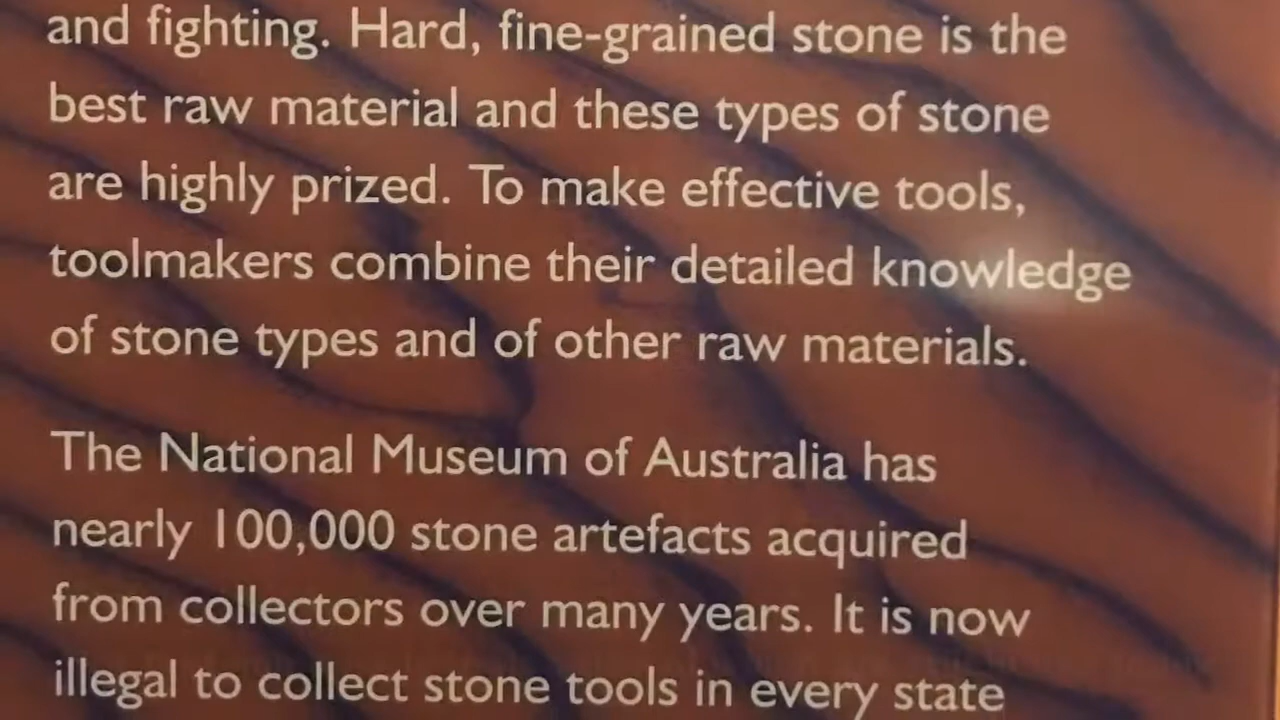 and fighting. Hard, fine-grained stone is the
best raw material and these types of stone
are highly prized. To make effective tools,
toolmakers combine their detailed knowledge
of stone types and of other raw materials.
The National Museum of Australia has
nearly 100,000 stone artefacts acquired
from collectors over many years. It is now
illegal to collect stone tools in every state